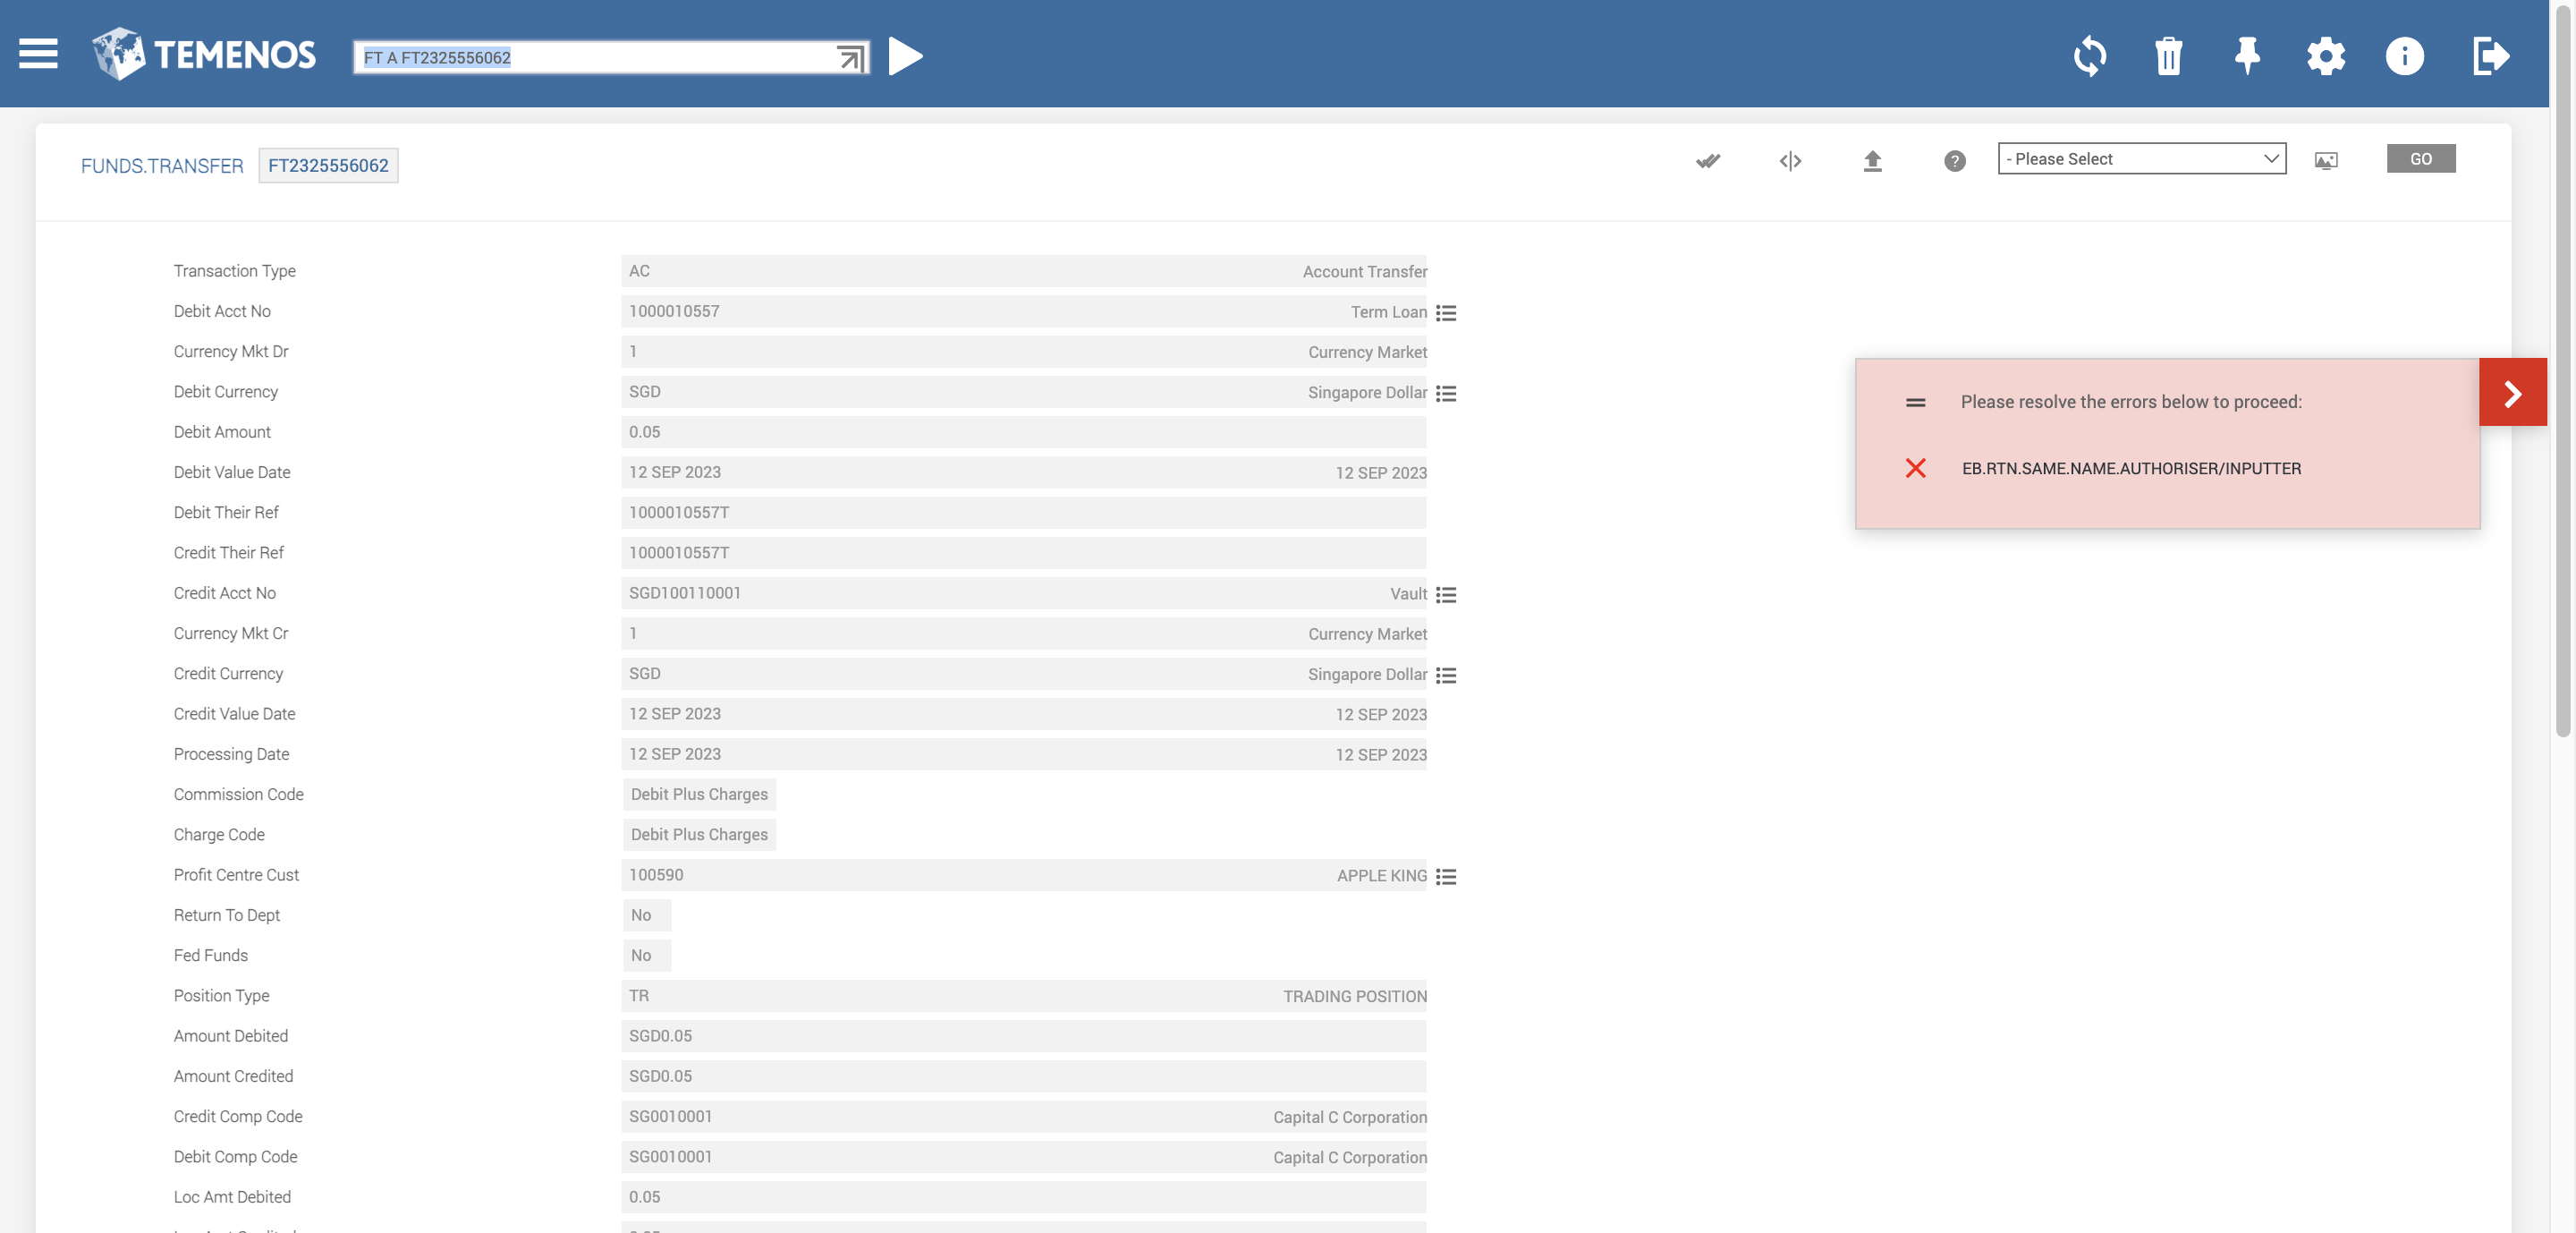 TEMENOS
FT A FT2325556062
FUNDS.TRANSFER FT2325556062 - Please Select GO
Transaction Type AC Account Transfer
Debit Acct No 1000010557 Term Loan
Currency Mkt Dr 1 Currency Market
Debit Currency SGD Singapore Dollar
Debit Amount 0.05
Debit Value Date 12 SEP 2023 12 SEP 2023
Debit Their Ref 1000010557T
Credit Their Ref 1000010557T
Credit Acct No SGD100110001 Vault
Currency Mkt Cr 1 Currency Market
Credit Currency SGD Singapore Dollar
Credit Value Date 12 SEP 2023 12 SEP 2023
Processing Date 12 SEP 2023 12 SEP 2023
Commission Code Debit Plus Charges
Charge Code Debit Plus Charges
Profit Centre Cust 100590 APPLE KING
Return To Dept No
Fed Funds No
Position Type TR TRADING POSITION
Amount Debited SGD0.05
Amount Credited SGD0.05
Credit Comp Code SG0010001 Capital C Corporation
Debit Comp Code SG0010001 Capital C Corporation
Loc Amt Debited 0.05
Please resolve the errors below to proceed:
EB.RTN.SAME.NAME.AUTHORISER/INPUTTER